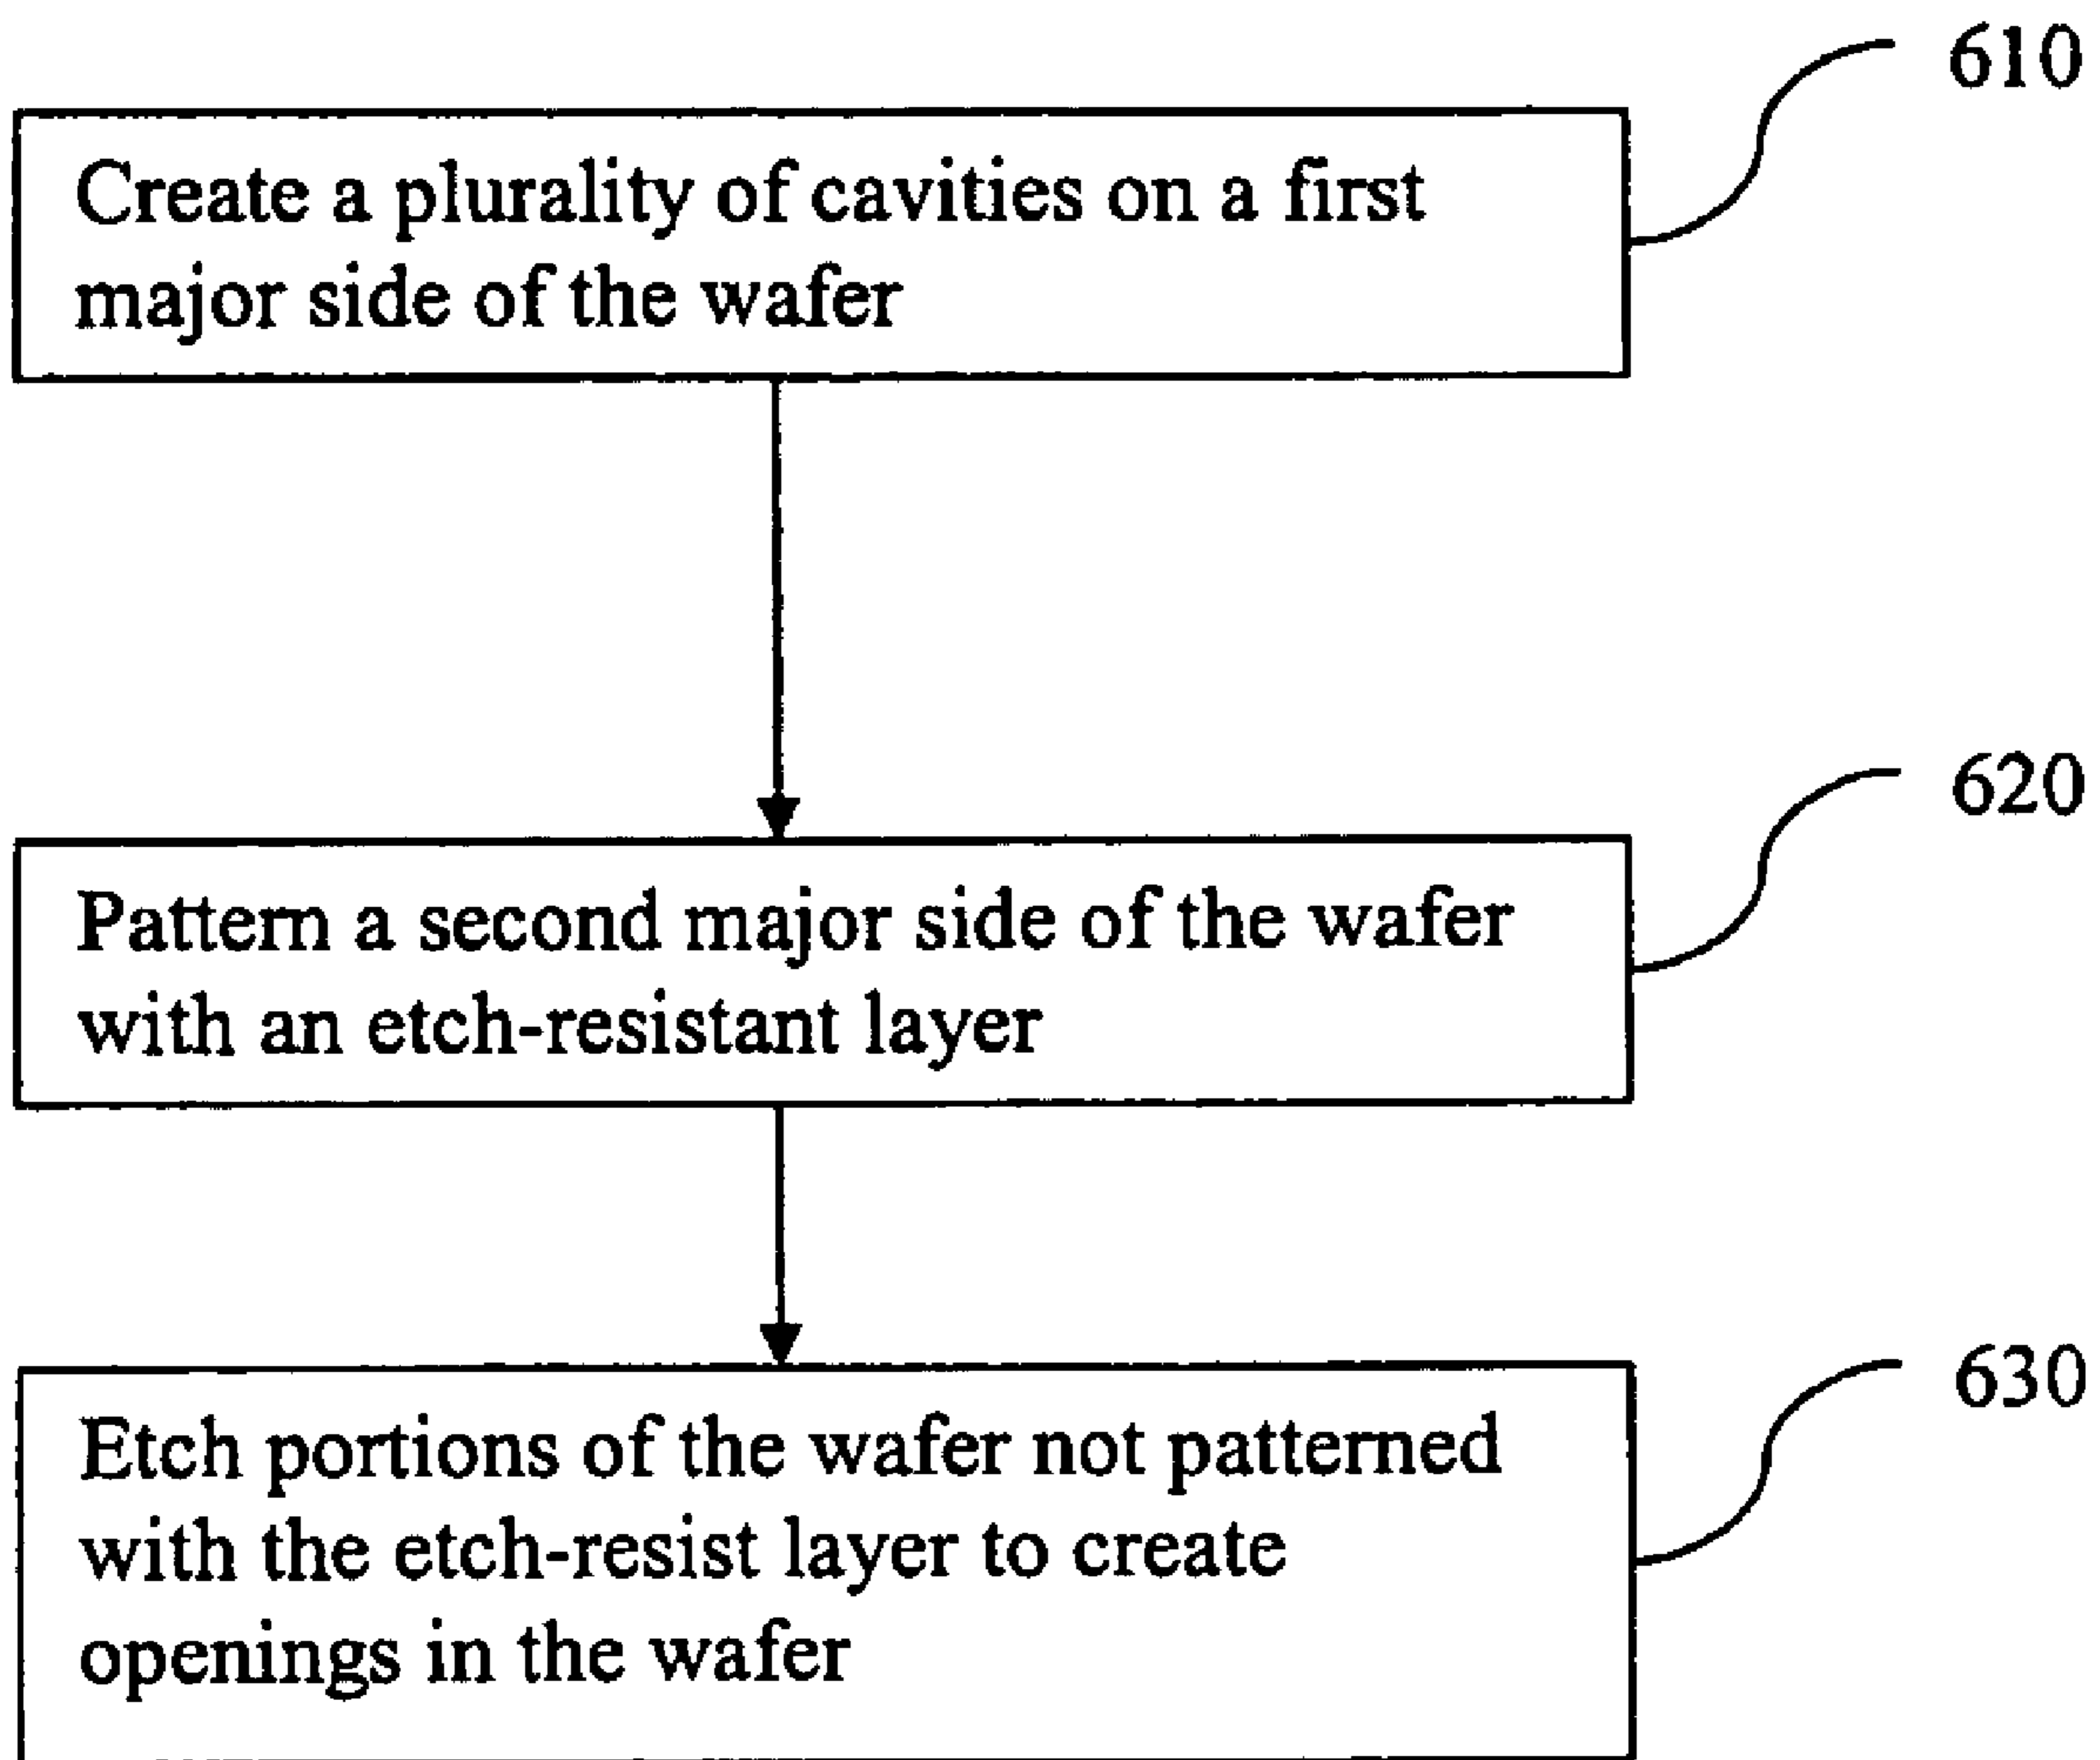 610
Create a plurality of cavities on a first
major side of the wafer
620
Pattern a second major side of the wafer
with an etch-resistant layer
630
Etch portions of the wafer not patterned
with the etch-resist layer to create
openings in the wafer